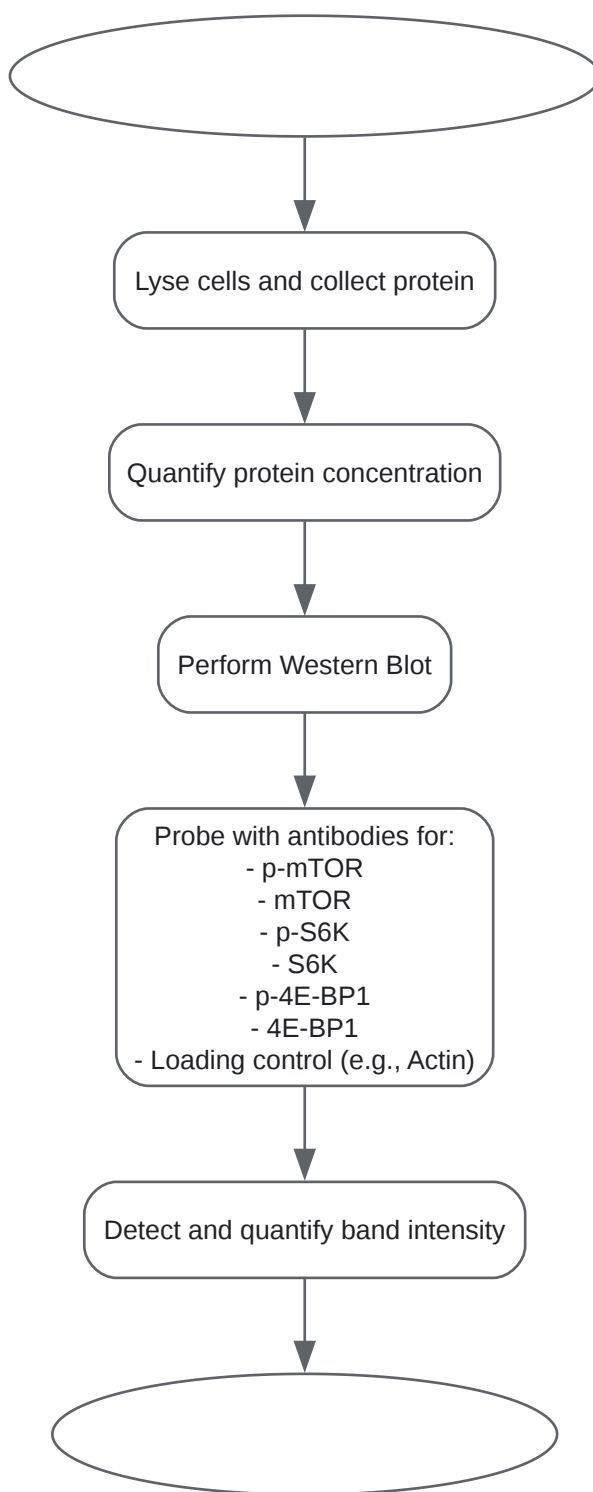 Lyse cells and collect protein
Quantify protein concentration
Perform Western Blot
Probe with antibodies for:
- p-mTOR
- mTOR
- p-S6K
- S6K
- p-4E-BP1
- 4E-BP1
- Loading control (e.g., Actin)
Detect and quantify band intensity